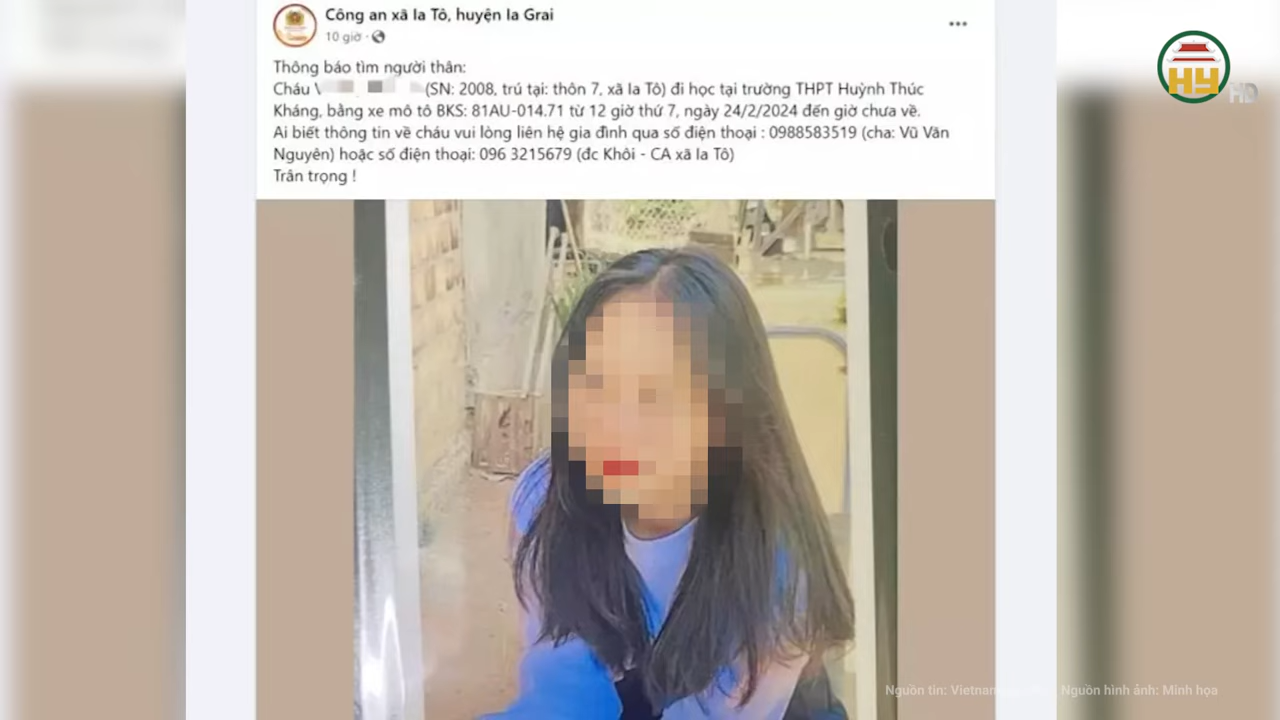 Công an xã Ia Tô, huyện Ia Grai
10 giờ ·
HY
HD
Thông báo tìm người thân:
Cháu V (SN: 2008, trú tại: thôn 7, xã Ia Tô) đi học tại trường THPT Huỳnh Thúc
Kháng, bằng xe mô tô BKS: 81AU-014.71 từ 12 giờ thứ 7, ngày 24/2/2024 đến giờ chưa về.
Ai biết thông tin về cháu vui lòng liên hệ gia đình qua số điện thoại : 0988583519 (cha: Vũ Văn
Nguyên) hoặc số điện thoại: 096 3215679 (đc Khôi - CA xã Ia Tô)
Trân trọng !
Nguồn tin: Nguồn hình ảnh: Minh họa